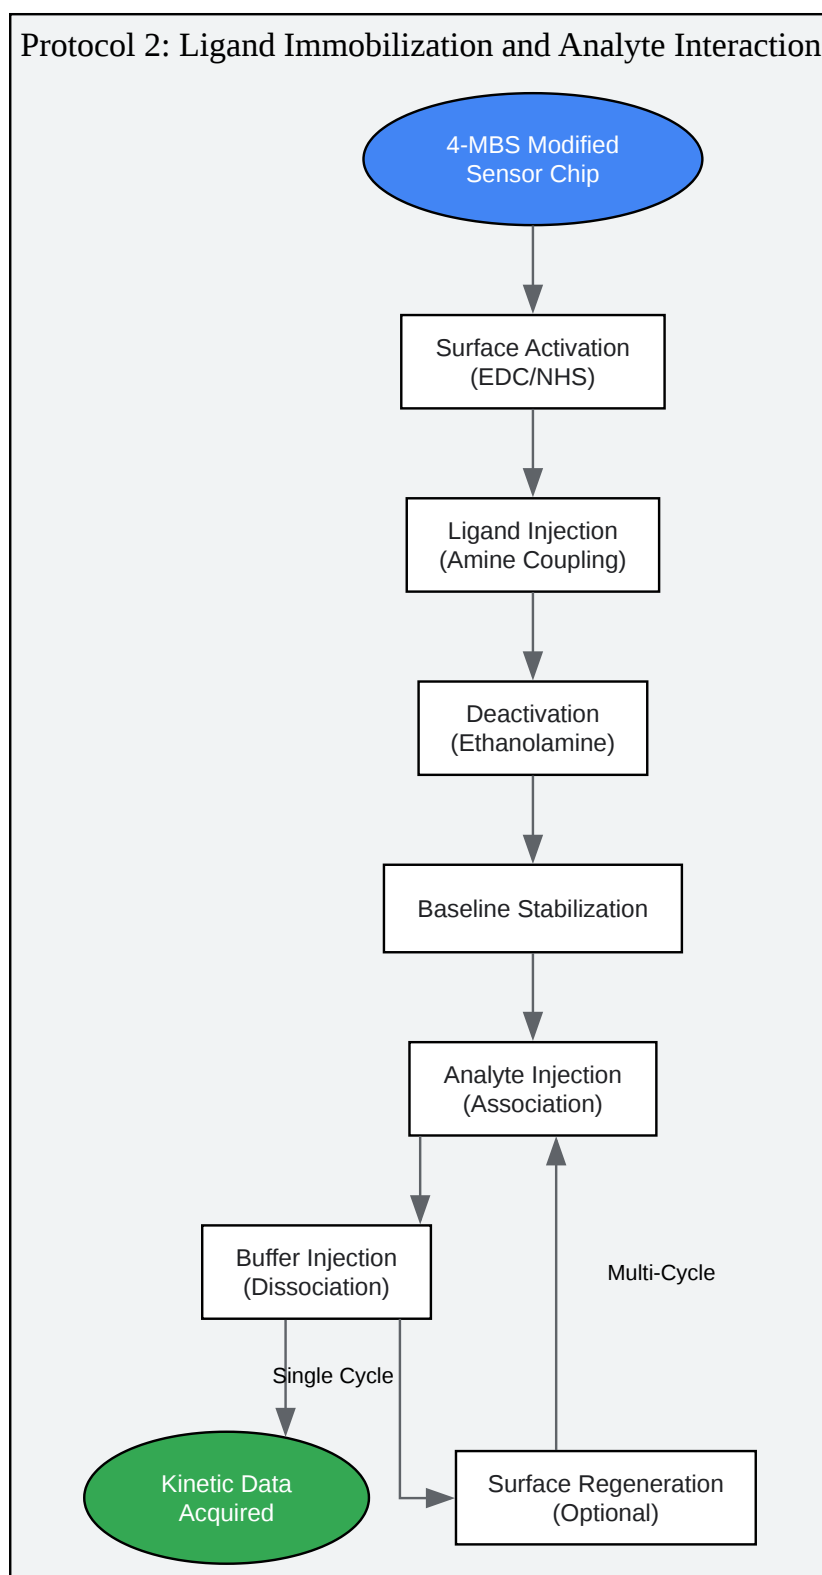 Protocol 2: Ligand Immobilization and Analyte Interaction
4-MBS Modified
Sensor Chip
Surface Activation
(EDC/NHS)
Ligand Injection
(Amine Coupling)
Deactivation
(Ethanolamine)
Baseline Stabilization
Analyte Injection
(Association)
Buffer Injection
(Dissociation)
Multi-Cycle
Single Cycle
Kinetic Data
Acquired
Surface Regeneration
(Optional)